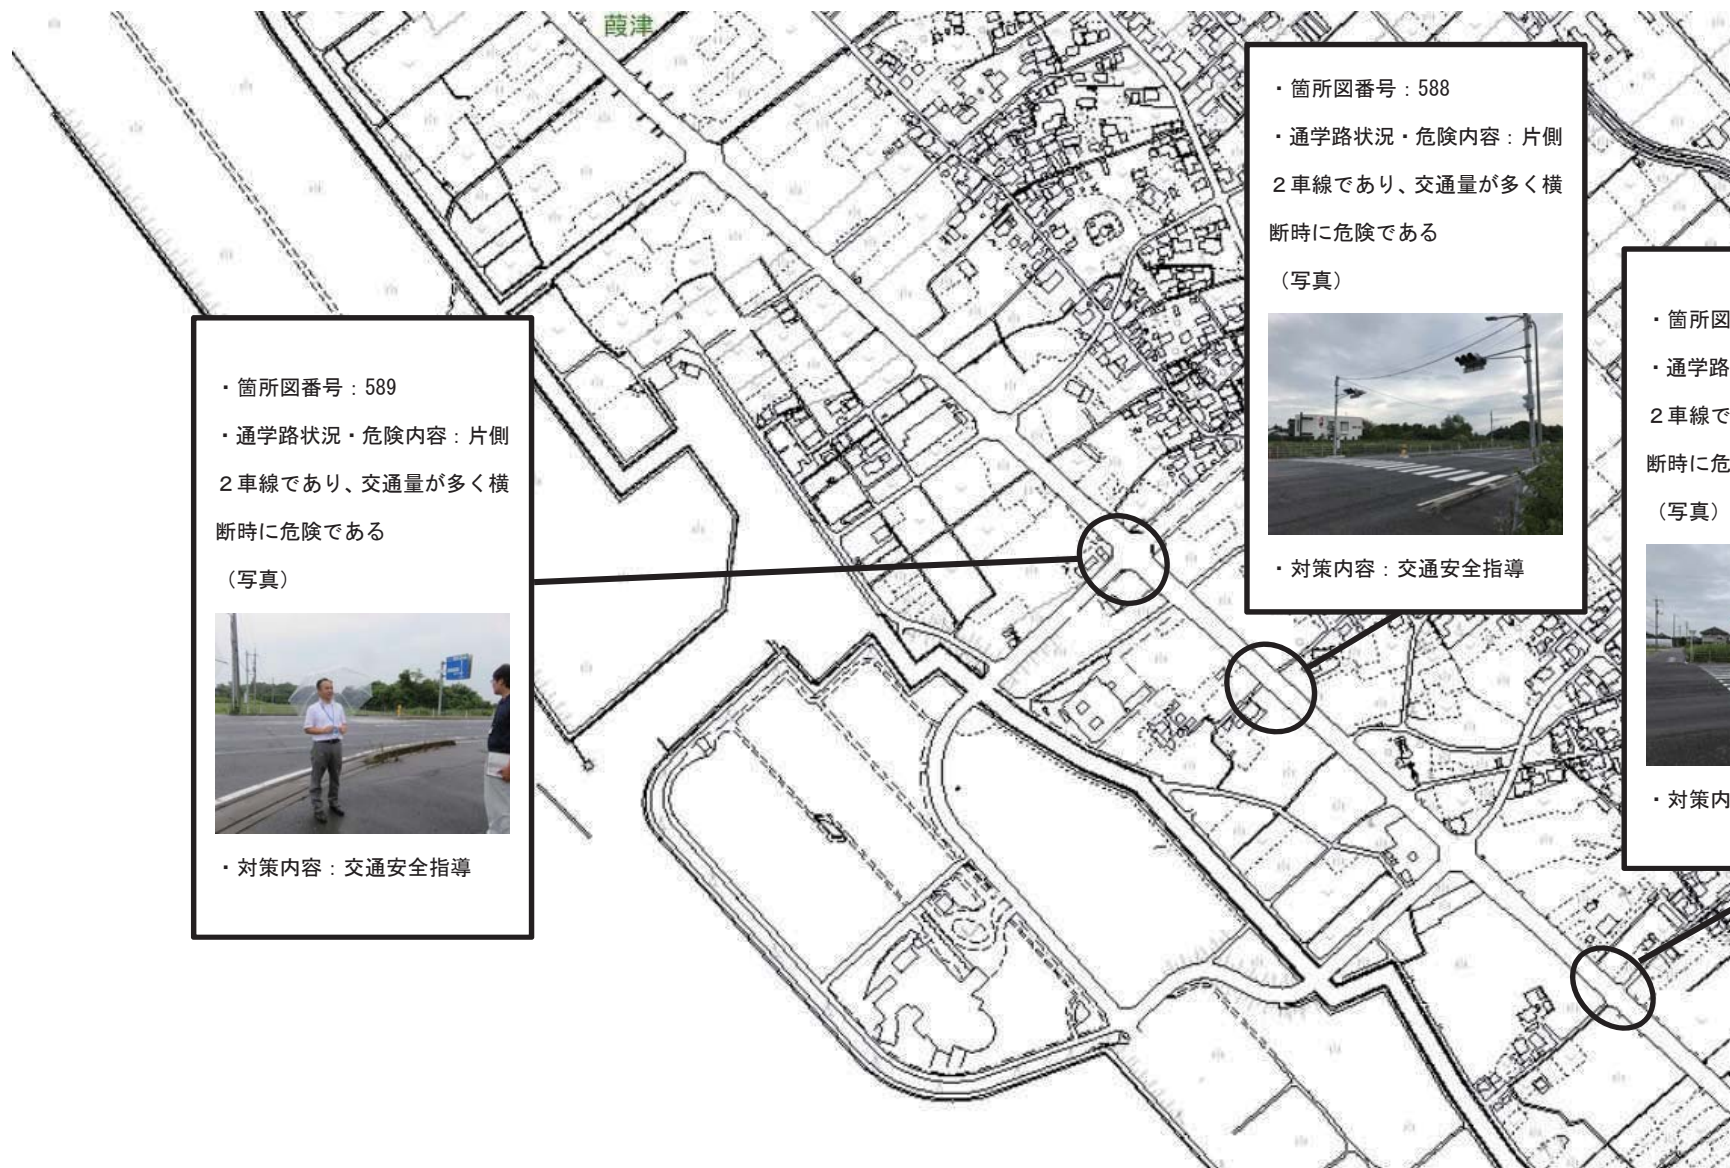 葭津
・箇所図番号：589
・通学路状況・危険内容：片側
２車線であり、交通量が多く横
断時に危険である
（写真）
・対策内容：交通安全指導
・箇所図番号：588
・通学路状況・危険内容：片側
２車線であり、交通量が多く横
断時に危険である
（写真）
・対策内容：交通安全指導
・箇所図
・通学路
２車線で
断時に危
（写真）
・対策内